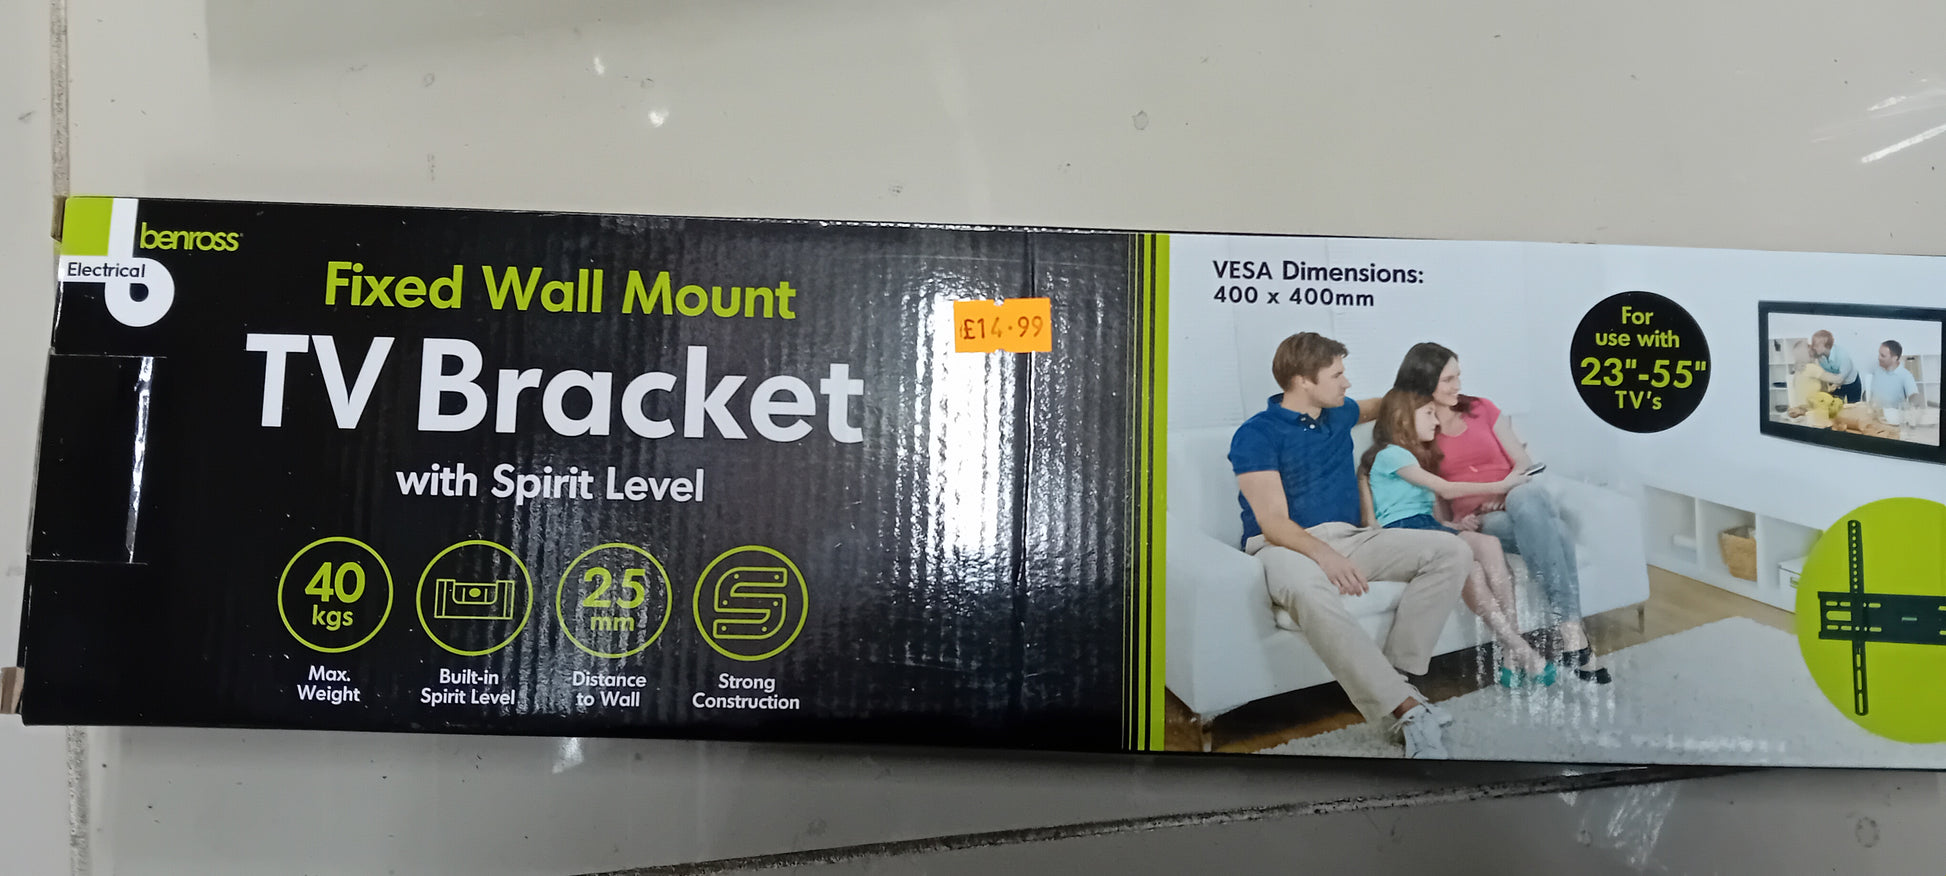 benross
Electrical
Fixed Wall Mount
TV Bracket
with Spirit Level
£14.99
40
kgs
Max.
Weight
Built-in
Spirit Level
25
mm
Distance
to Wall
Strong
Construction
VESA Dimensions:
400 x 400mm
For
use with
23"-55"
TV's